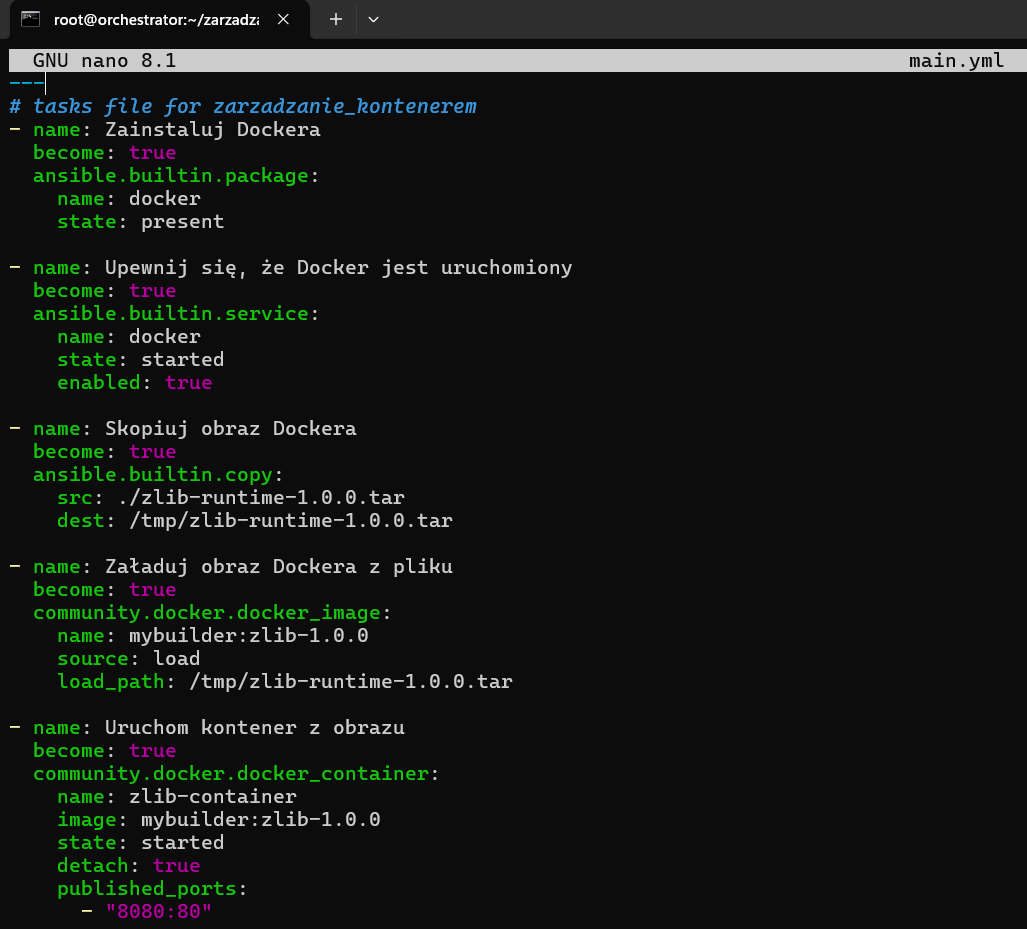 root@orchestrator:~/zarzadza
GNU nano 8.1 main.yml
---
# tasks file for zarzadzanie_kontenerem
- name: Zainstaluj Dockera
  become: true
  ansible.builtin.package:
    name: docker
    state: present

- name: Upewnij się, że Docker jest uruchomiony
  become: true
  ansible.builtin.service:
    name: docker
    state: started
    enabled: true

- name: Skopiuj obraz Dockera
  become: true
  ansible.builtin.copy:
    src: ./zlib-runtime-1.0.0.tar
    dest: /tmp/zlib-runtime-1.0.0.tar

- name: Załaduj obraz Dockera z pliku
  become: true
  community.docker.docker_image:
    name: mybuilder:zlib-1.0.0
    source: load
    load_path: /tmp/zlib-runtime-1.0.0.tar

- name: Uruchom kontener z obrazu
  become: true
  community.docker.docker_container:
    name: zlib-container
    image: mybuilder:zlib-1.0.0
    state: started
    detach: true
    published_ports:
      - "8080:80"